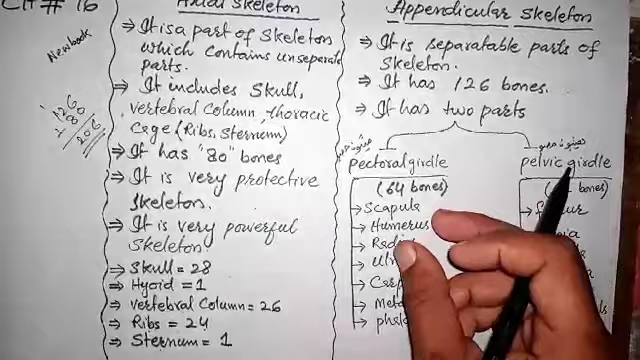 CH # 16
Newbook
126
80
206
Axial Skeleton
⇒ It is a part of Skeleton
which contains unseparate
parts.
⇒ It includes Skull,
vertebral Column, thoracic
Cage (Ribs, Sternum)
⇒ It has "80" bones
⇒ It is very protective
Skeleton.
⇒ It is very powerful
Skeleton.
⇒ Skull = 28
⇒ Hyoid = 1
⇒ vertebral Column = 26
⇒ Ribs = 24
⇒ Sternum = 1
Appendicular Skeleton
⇒ It is separatable parts of
Skeleton.
⇒ It has 126 bones.
⇒ It has two parts
pectoral girdle
(64 bones)
→ Scapula
→ Humerus
→
→
→
→
→
pelvic girdle
bones)
→